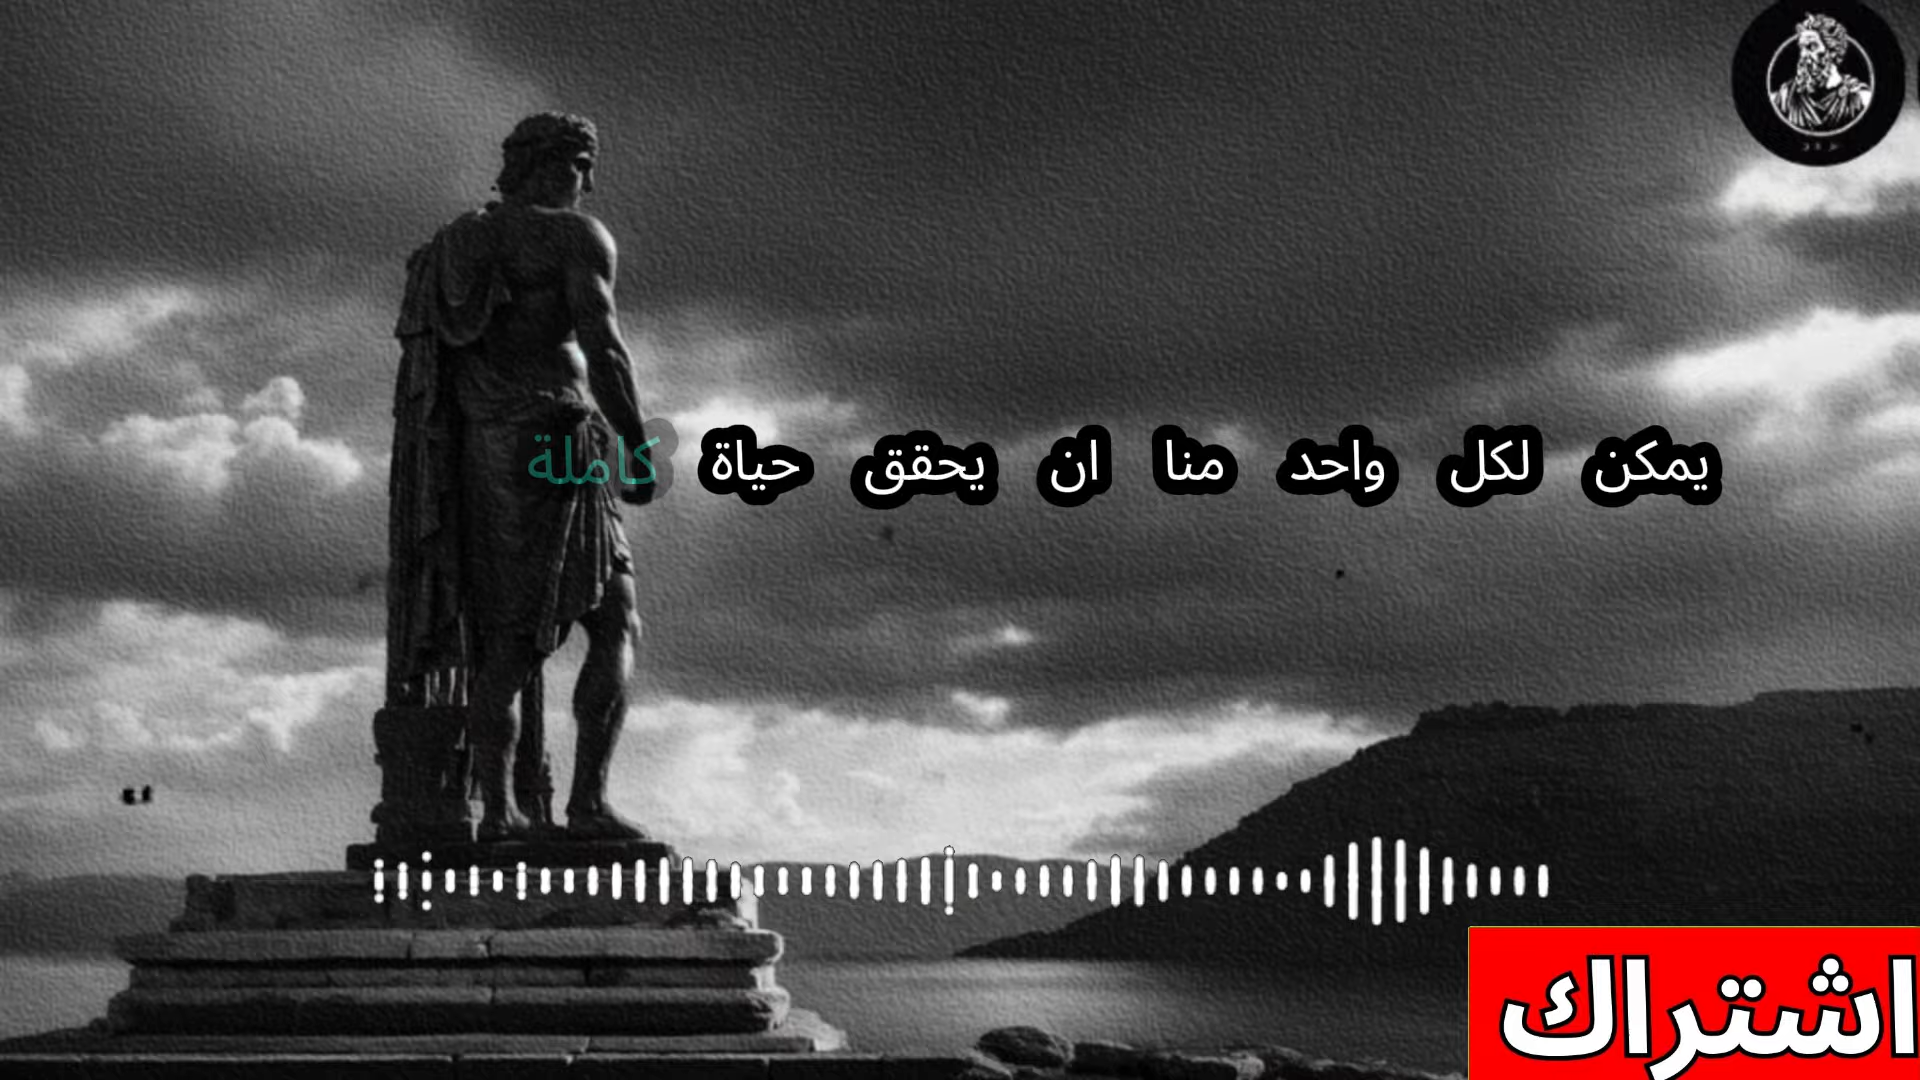 يمكن لكل واحد منا ان يحقق حياة كاملة
اشتراك